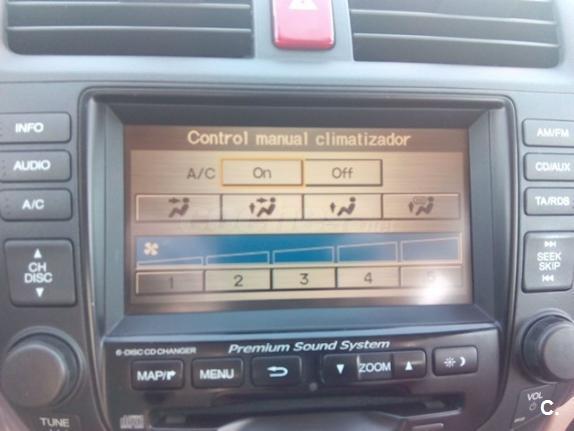 INFO
AUDIO
A/C
CH
DISC
Control manual climatizador
A/C On Off
1 2 3 4 5
AM/FM
CD/AUX
TA/RDS
SEEK
SKIP
6-DISC CD CHANGER Premium Sound System
MAP/ MENU ZOOM
VOL
TUNE
C.